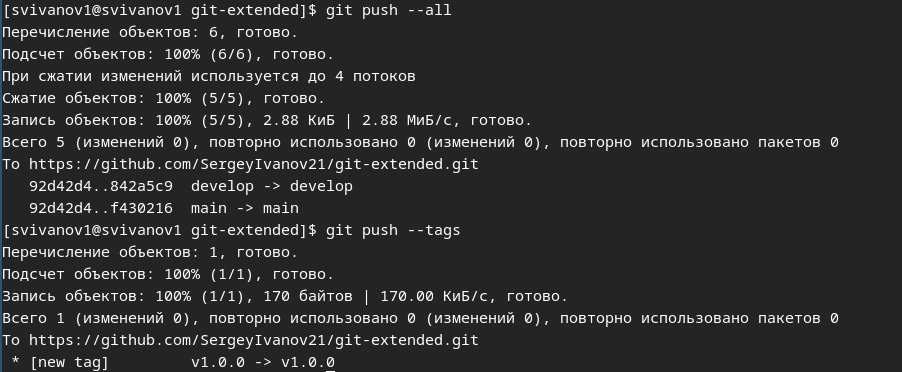 [svivanov1@svivanov1 git-extended]$ git push --all
Перечисление объектов: 6, готово.
Подсчет объектов: 100% (6/6), готово.
При сжатии изменений используется до 4 потоков
Сжатие объектов: 100% (5/5), готово.
Запись объектов: 100% (5/5), 2.88 КиБ | 2.88 МиБ/с, готово.
Всего 5 (изменений 0), повторно использовано 0 (изменений 0), повторно использовано пакетов 0
To https://github.com/SergeyIvanov21/git-extended.git
   92d42d4..842a5c9  develop -> develop
   92d42d4..f430216  main -> main
[svivanov1@svivanov1 git-extended]$ git push --tags
Перечисление объектов: 1, готово.
Подсчет объектов: 100% (1/1), готово.
Запись объектов: 100% (1/1), 170 байтов | 170.00 КиБ/с, готово.
Всего 1 (изменений 0), повторно использовано 0 (изменений 0), повторно использовано пакетов 0
To https://github.com/SergeyIvanov21/git-extended.git
 * [new tag]         v1.0.0 -> v1.0.0